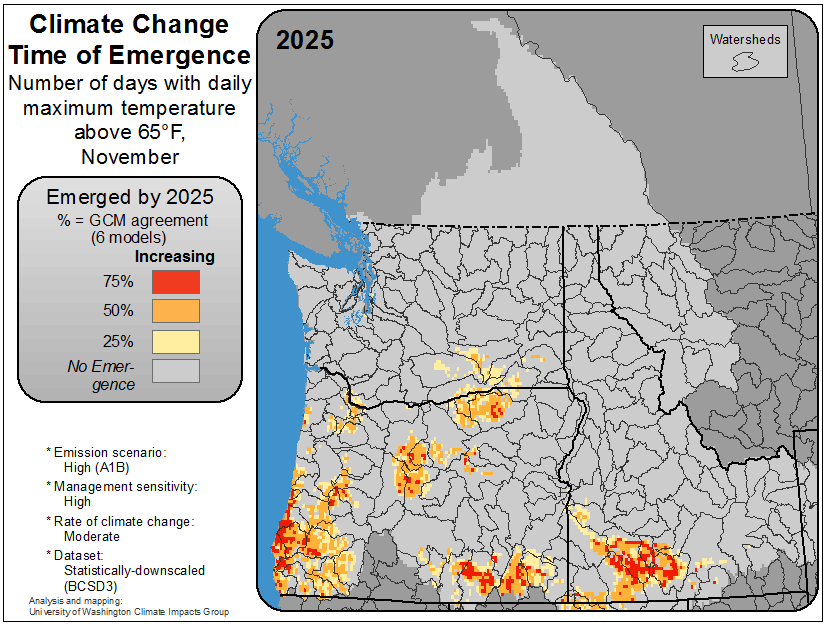 Climate Change
Time of Emergence
Number of days with daily
maximum temperature
above 65°F,
November
Emerged by 2025
% = GCM agreement
(6 models)
Increasing
75%
50%
25%
No Emer-
gence
* Emission scenario:
High (A1B)
* Management sensitivity:
High
* Rate of climate change:
Moderate
* Dataset:
Statistically-downscaled
(BCSD3)
Analysis and mapping:
University of Washington Climate Impacts Group
2025
Watersheds